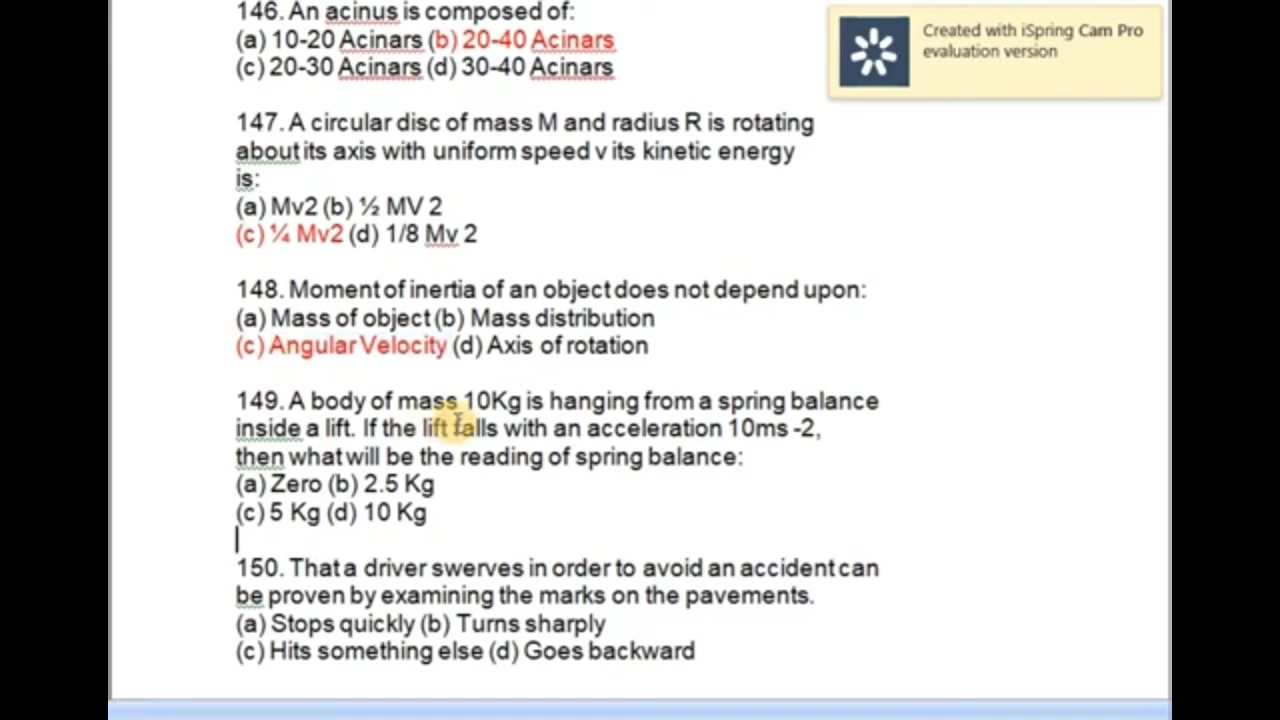 146. An acinus is composed of:
(a) 10-20 Acinars (b) 20-40 Acinars
(c) 20-30 Acinars (d) 30-40 Acinars
Created with iSpring Cam Pro
evaluation version
147. A circular disc of mass M and radius R is rotating
about its axis with uniform speed v its kinetic energy
is:
(a) Mv2 (b) ½ MV 2
(c) ¼ Mv2 (d) 1/8 Mv 2
148. Moment of inertia of an object does not depend upon:
(a) Mass of object (b) Mass distribution
(c) Angular Velocity (d) Axis of rotation
149. A body of mass 10Kg is hanging from a spring balance
inside a lift. If the lift falls with an acceleration 10ms -2,
then what will be the reading of spring balance:
(a) Zero (b) 2.5 Kg
(c) 5 Kg (d) 10 Kg
150. That a driver swerves in order to avoid an accident can
be proven by examining the marks on the pavements.
(a) Stops quickly (b) Turns sharply
(c) Hits something else (d) Goes backward